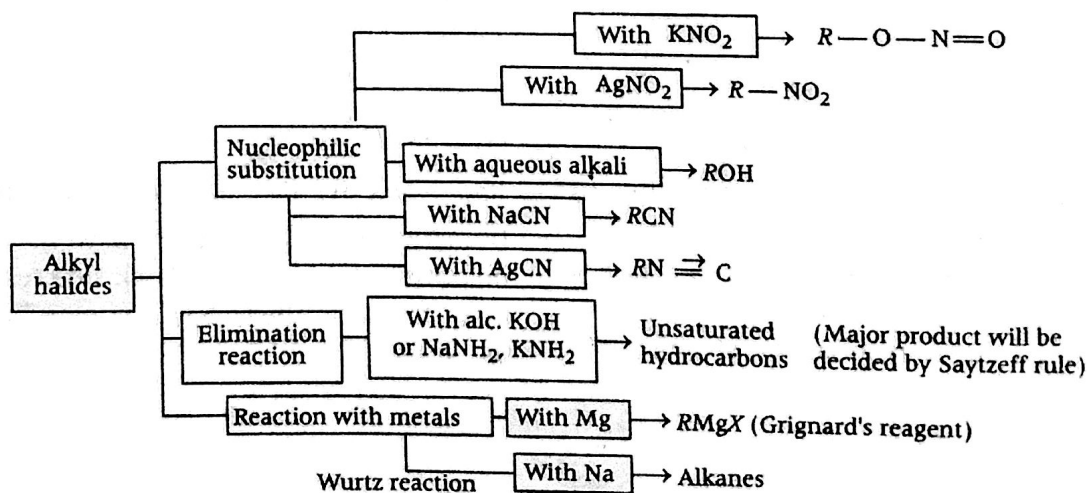 With KNO₂ → R — O — N = O
With AgNO₂ → R — NO₂
Nucleophilic
substitution
With aqueous alkali → ROH
With NaCN → RCN
With AgCN → RN ≡ C
Alkyl
halides
Elimination
reaction
With alc. KOH
or NaNH₂, KNH₂
Unsaturated
hydrocarbons
(Major product will be
decided by Saytzeff rule)
Reaction with metals
With Mg → RMgX (Grignard's reagent)
Wurtz reaction
With Na → Alkanes